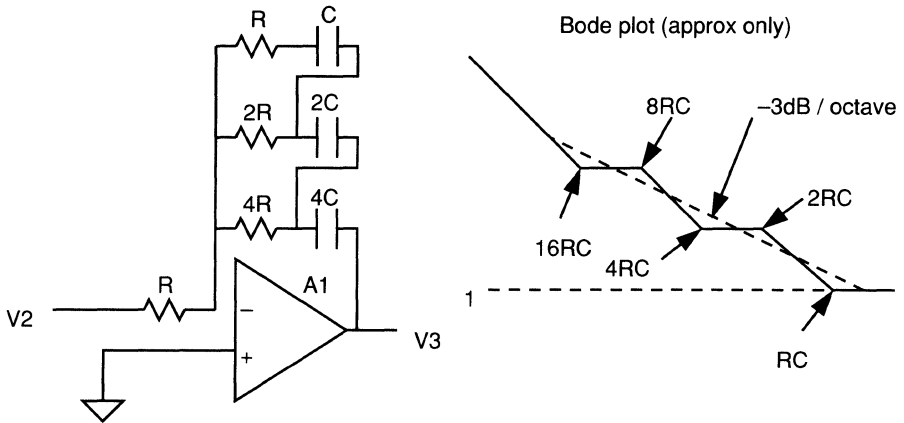 R
C
2R
2C
4R
4C
R
A1
V2
−
+
V3
Bode plot (approx only)
8RC
−3dB / octave
2RC
16RC
4RC
1
RC